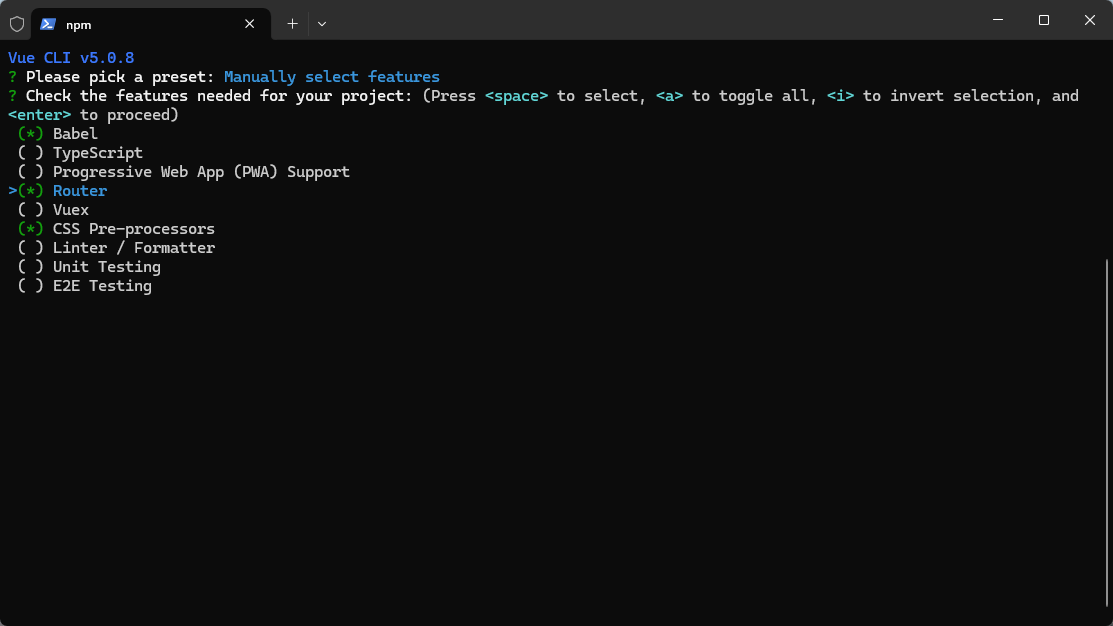 npm
Vue CLI v5.0.8
? Please pick a preset: Manually select features
? Check the features needed for your project: (Press <space> to select, <a> to toggle all, <i> to invert selection, and
<enter> to proceed)
(*) Babel
( ) TypeScript
( ) Progressive Web App (PWA) Support
>(*) Router
( ) Vuex
(*) CSS Pre-processors
( ) Linter / Formatter
( ) Unit Testing
( ) E2E Testing